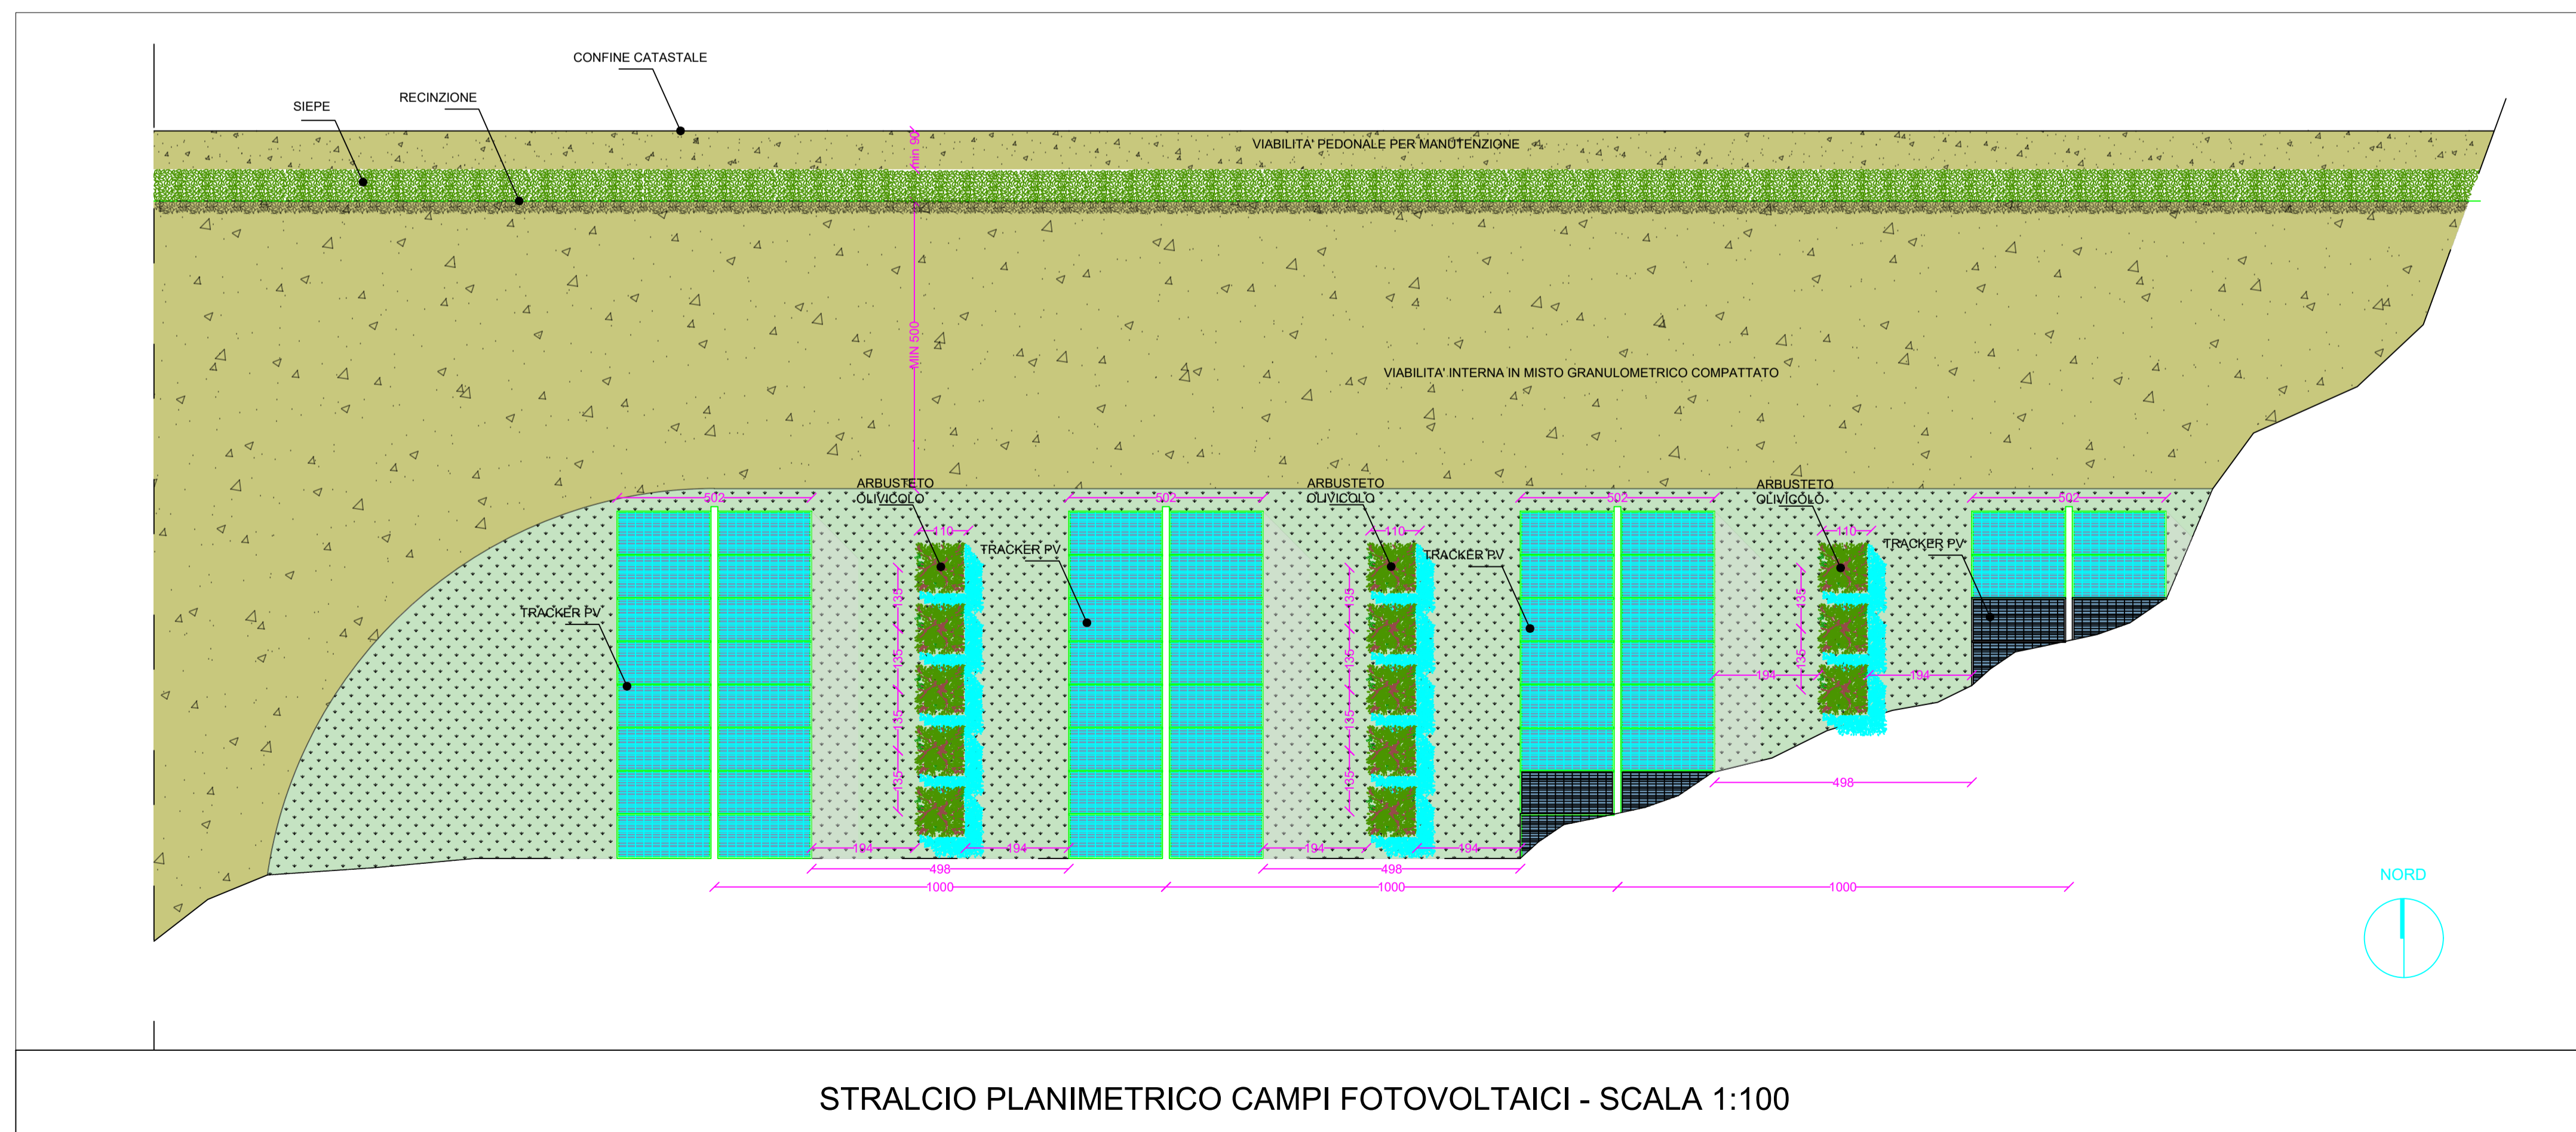 CONFINE CATASTALE
RECINZIONE
SIEPE
min 90
VIABILITA' PEDONALE PER MANUTENZIONE
MIN 500
VIABILITA' INTERNA IN MISTO GRANULOMETRICO COMPATTATO
ARBUSTETO
OLIVICOLO
ARBUSTETO
OLIVICOLO
ARBUSTETO
OLIVICOLO
502
502
502
502
110
110
110
TRACKER PV
TRACKER PV
TRACKER PV
TRACKER PV
135
135
135
135
135
135
135
135
135
135
194
194
194
194
194
194
498
498
498
1000
1000
1000
NORD
STRALCIO PLANIMETRICO CAMPI FOTOVOLTAICI - SCALA 1:100